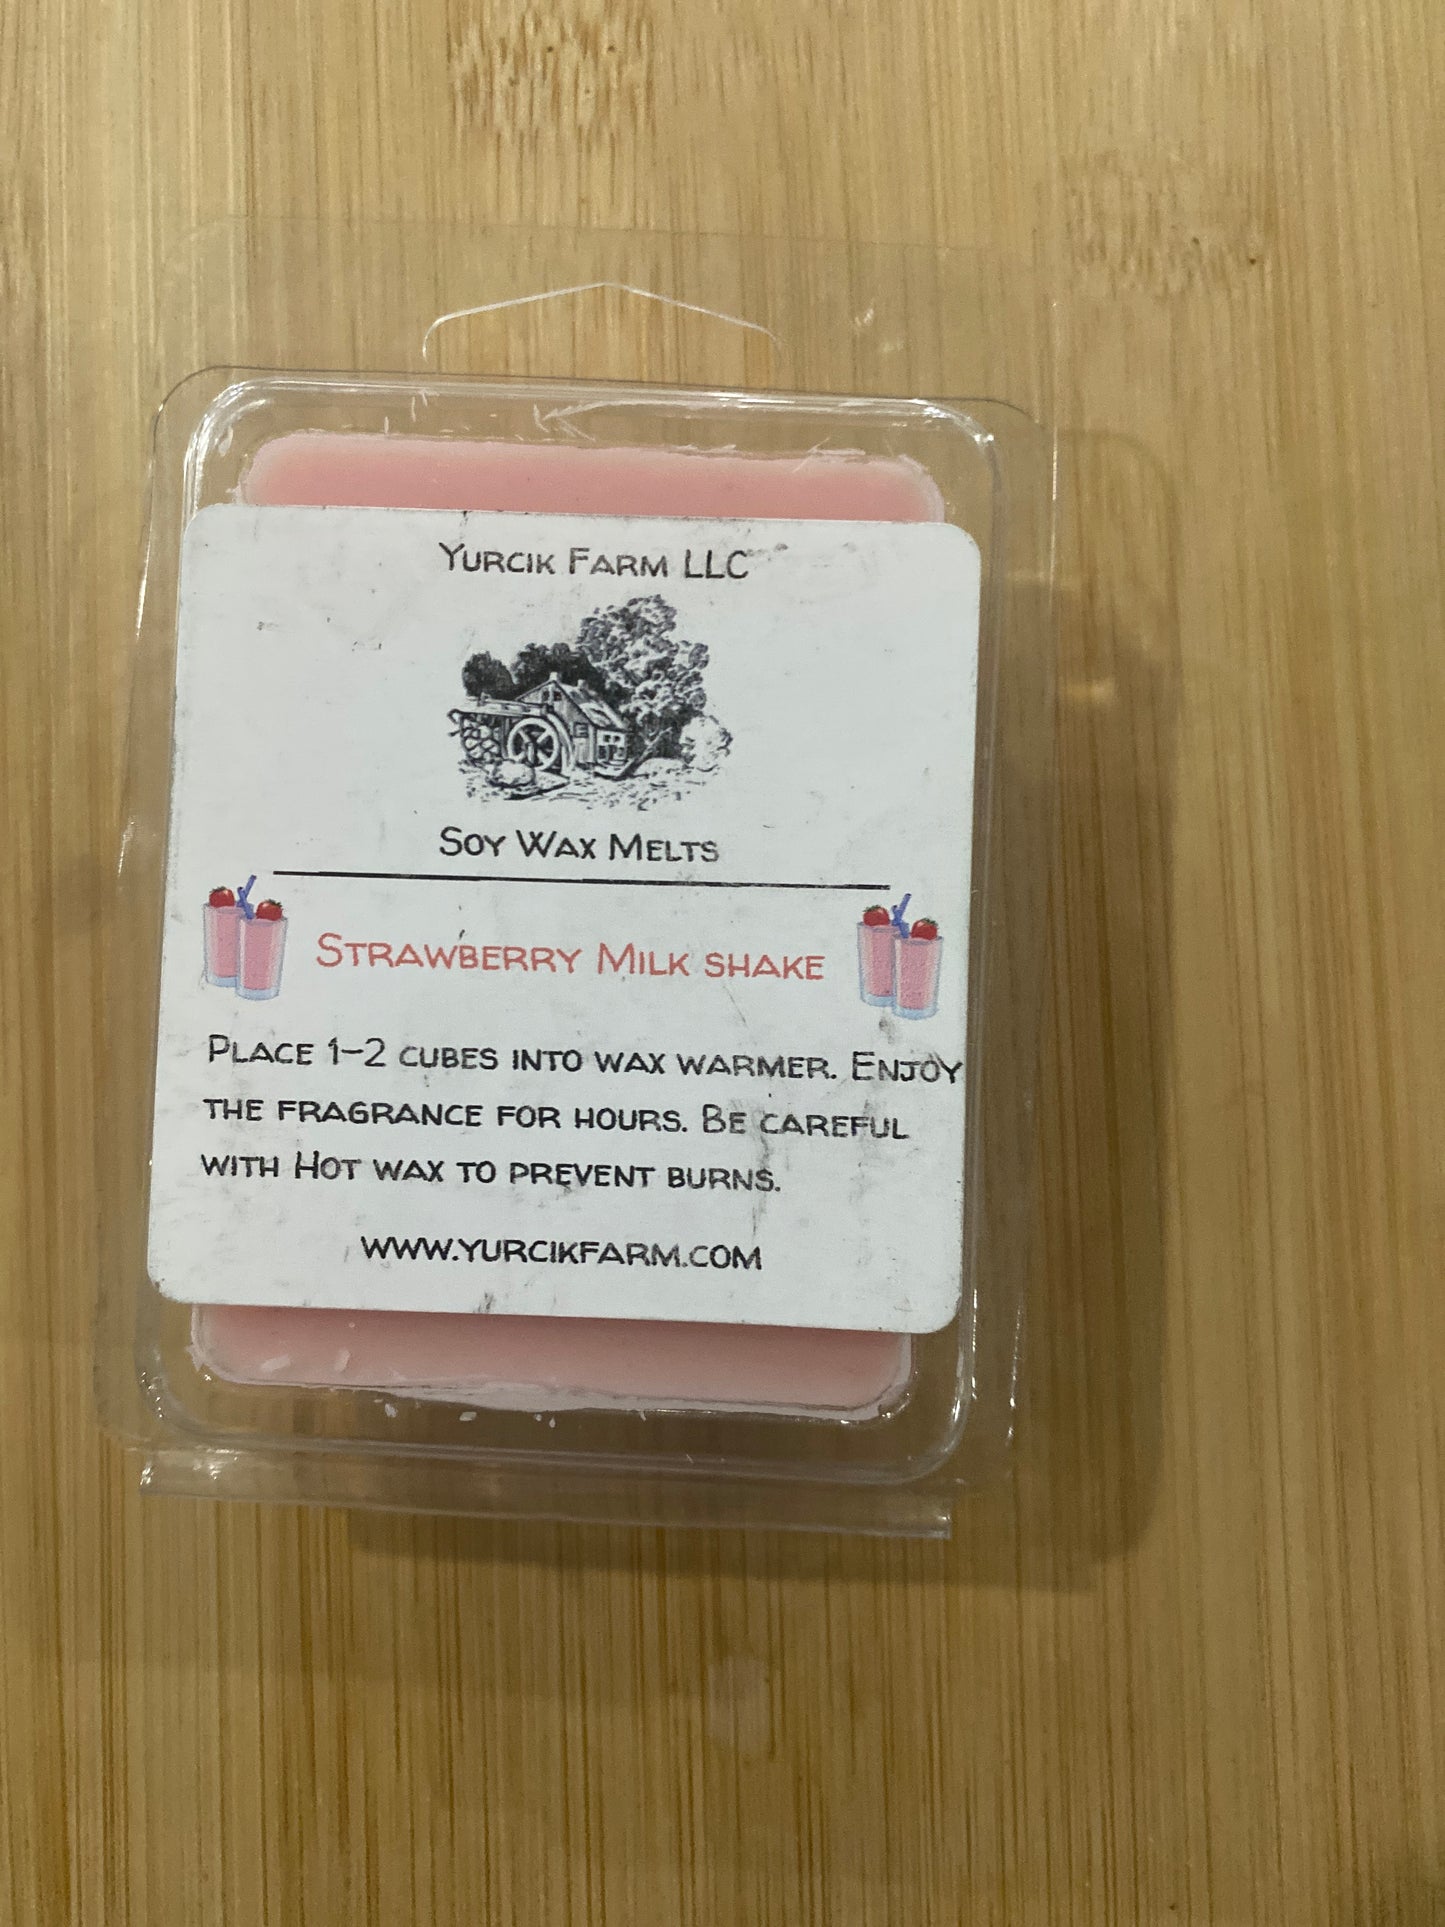 Yurcik Farm LLC
Soy Wax Melts
Strawberry Milk shake
Place 1-2 cubes into wax warmer. Enjoy
the fragrance for hours. Be careful
with Hot wax to prevent burns.
www.yurcikfarm.com